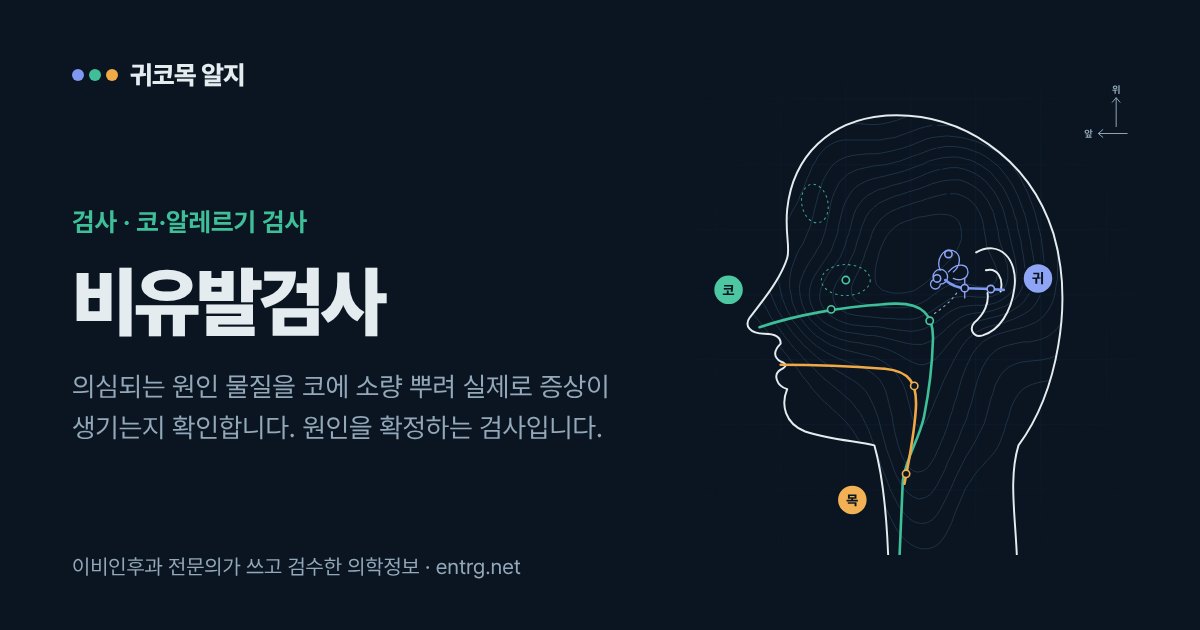 귀코목 알지
검사 · 코·알레르기 검사
비유발검사
의심되는 원인 물질을 코에 소량 뿌려 실제로 증상이
생기는지 확인합니다. 원인을 확정하는 검사입니다.
이비인후과 전문의가 쓰고 검수한 의학정보 · entrg.net
위
앞
코
귀
목